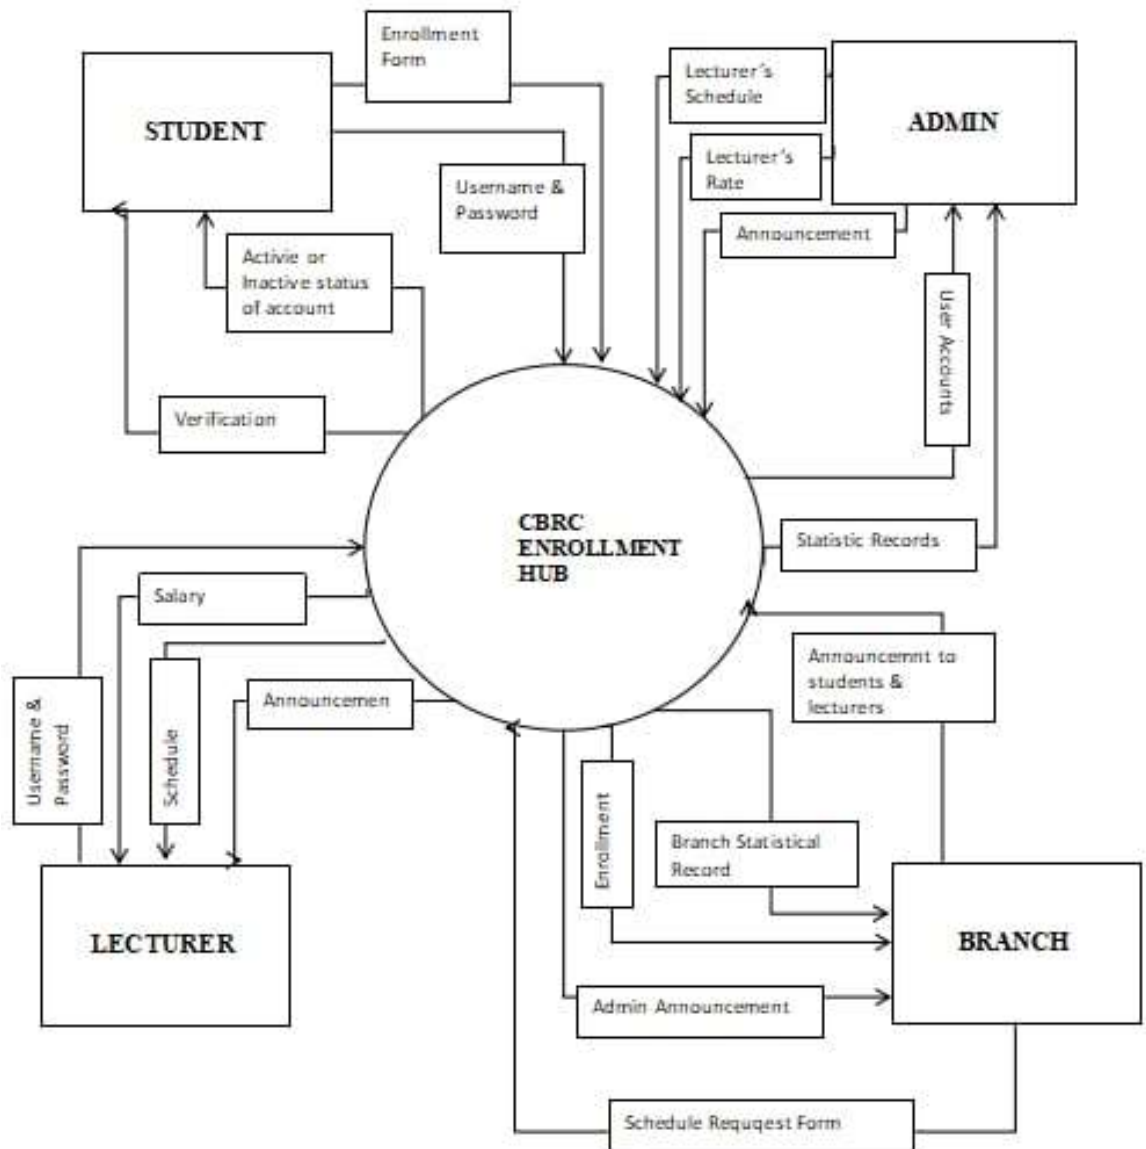 Enrollment
Form
STUDENT
Lecturer's
Schedule
ADMIN
Lecturer's
Rate
Username &
Password
Announcement
Activie or
Inactive status
of account
User Accounts
Verification
CBRC
ENROLLMENT
HUB
Statistic Records
Salary
Announcemnt to
students &
lecturers
Announcemen
Username &
Password
Schedule
Enrollment
Branch Statistical
Record
LECTURER
BRANCH
Admin Announcement
Schedule Requqest Form